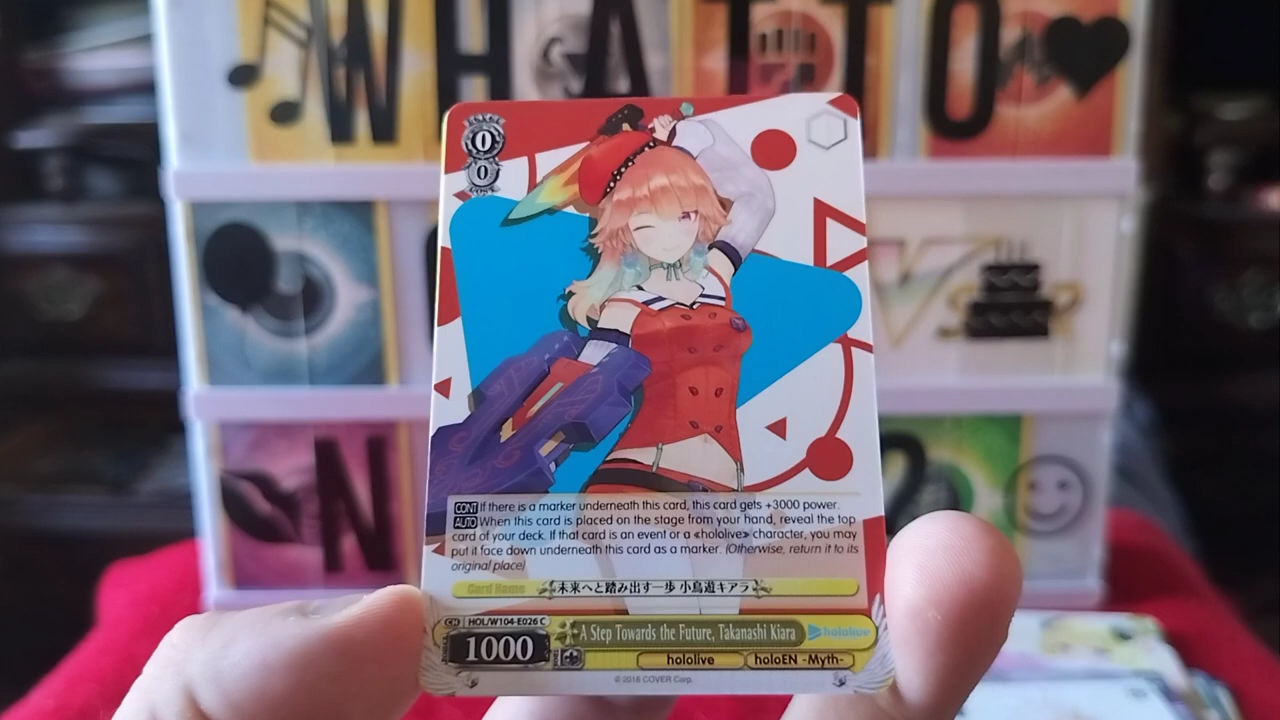 WHATTO
V
N
?
0
0
CONT If there is a marker underneath this card, this card gets +3000 power.
AUTO When this card is placed on the stage from your hand, reveal the top
card of your deck. If that card is an event or a «hololive» character, you may
put it face down underneath this card as a marker. (Otherwise, return it to its
original place)
Card Name 未来へと踏み出す一歩 小鳥遊キアラ
CH HOL/W104-E026 C
A Step Towards the Future, Takanashi Kiara hololive
1000
hololive holoEN -Myth-
© 2016 COVER Corp.